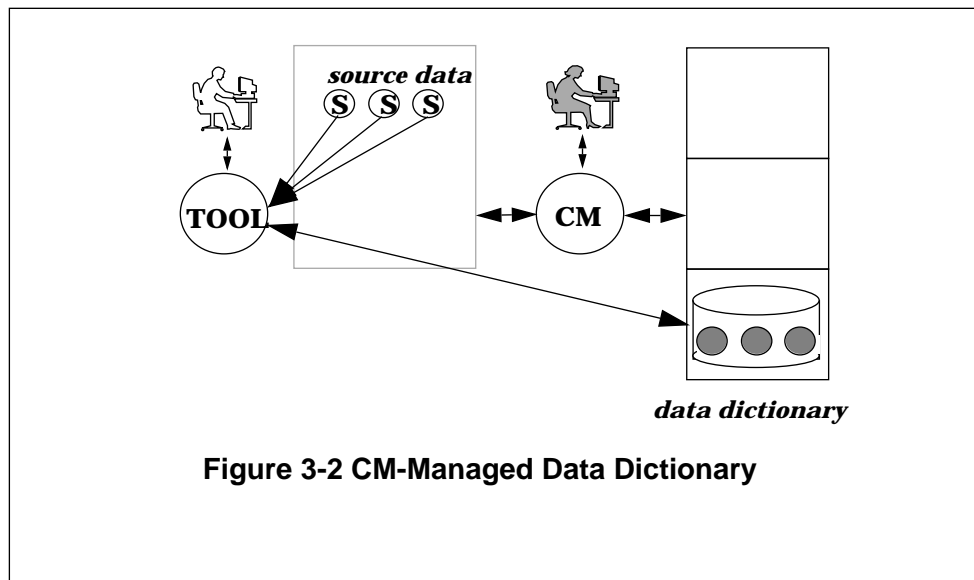 source data
S S S
TOOL
CM
data dictionary
Figure 3-2 CM-Managed Data Dictionary